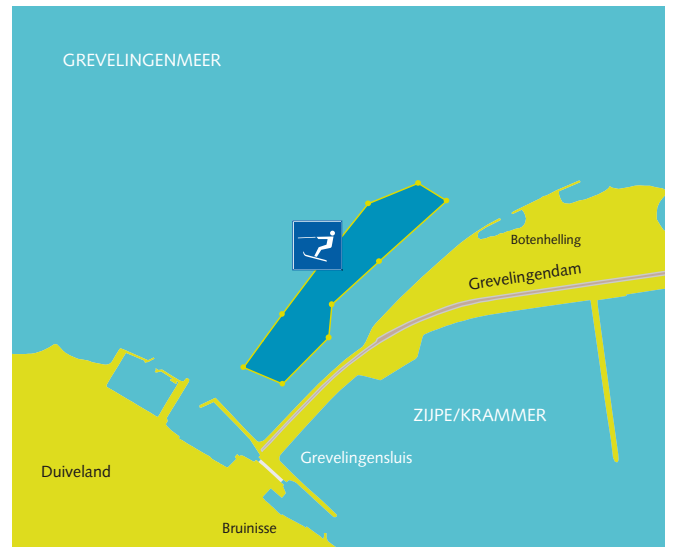 GREVELINGENMEER
Botenhelling
Grevelingendam
ZIJPE/KRAMMER
Grevelingensluis
Duiveland
Bruinisse